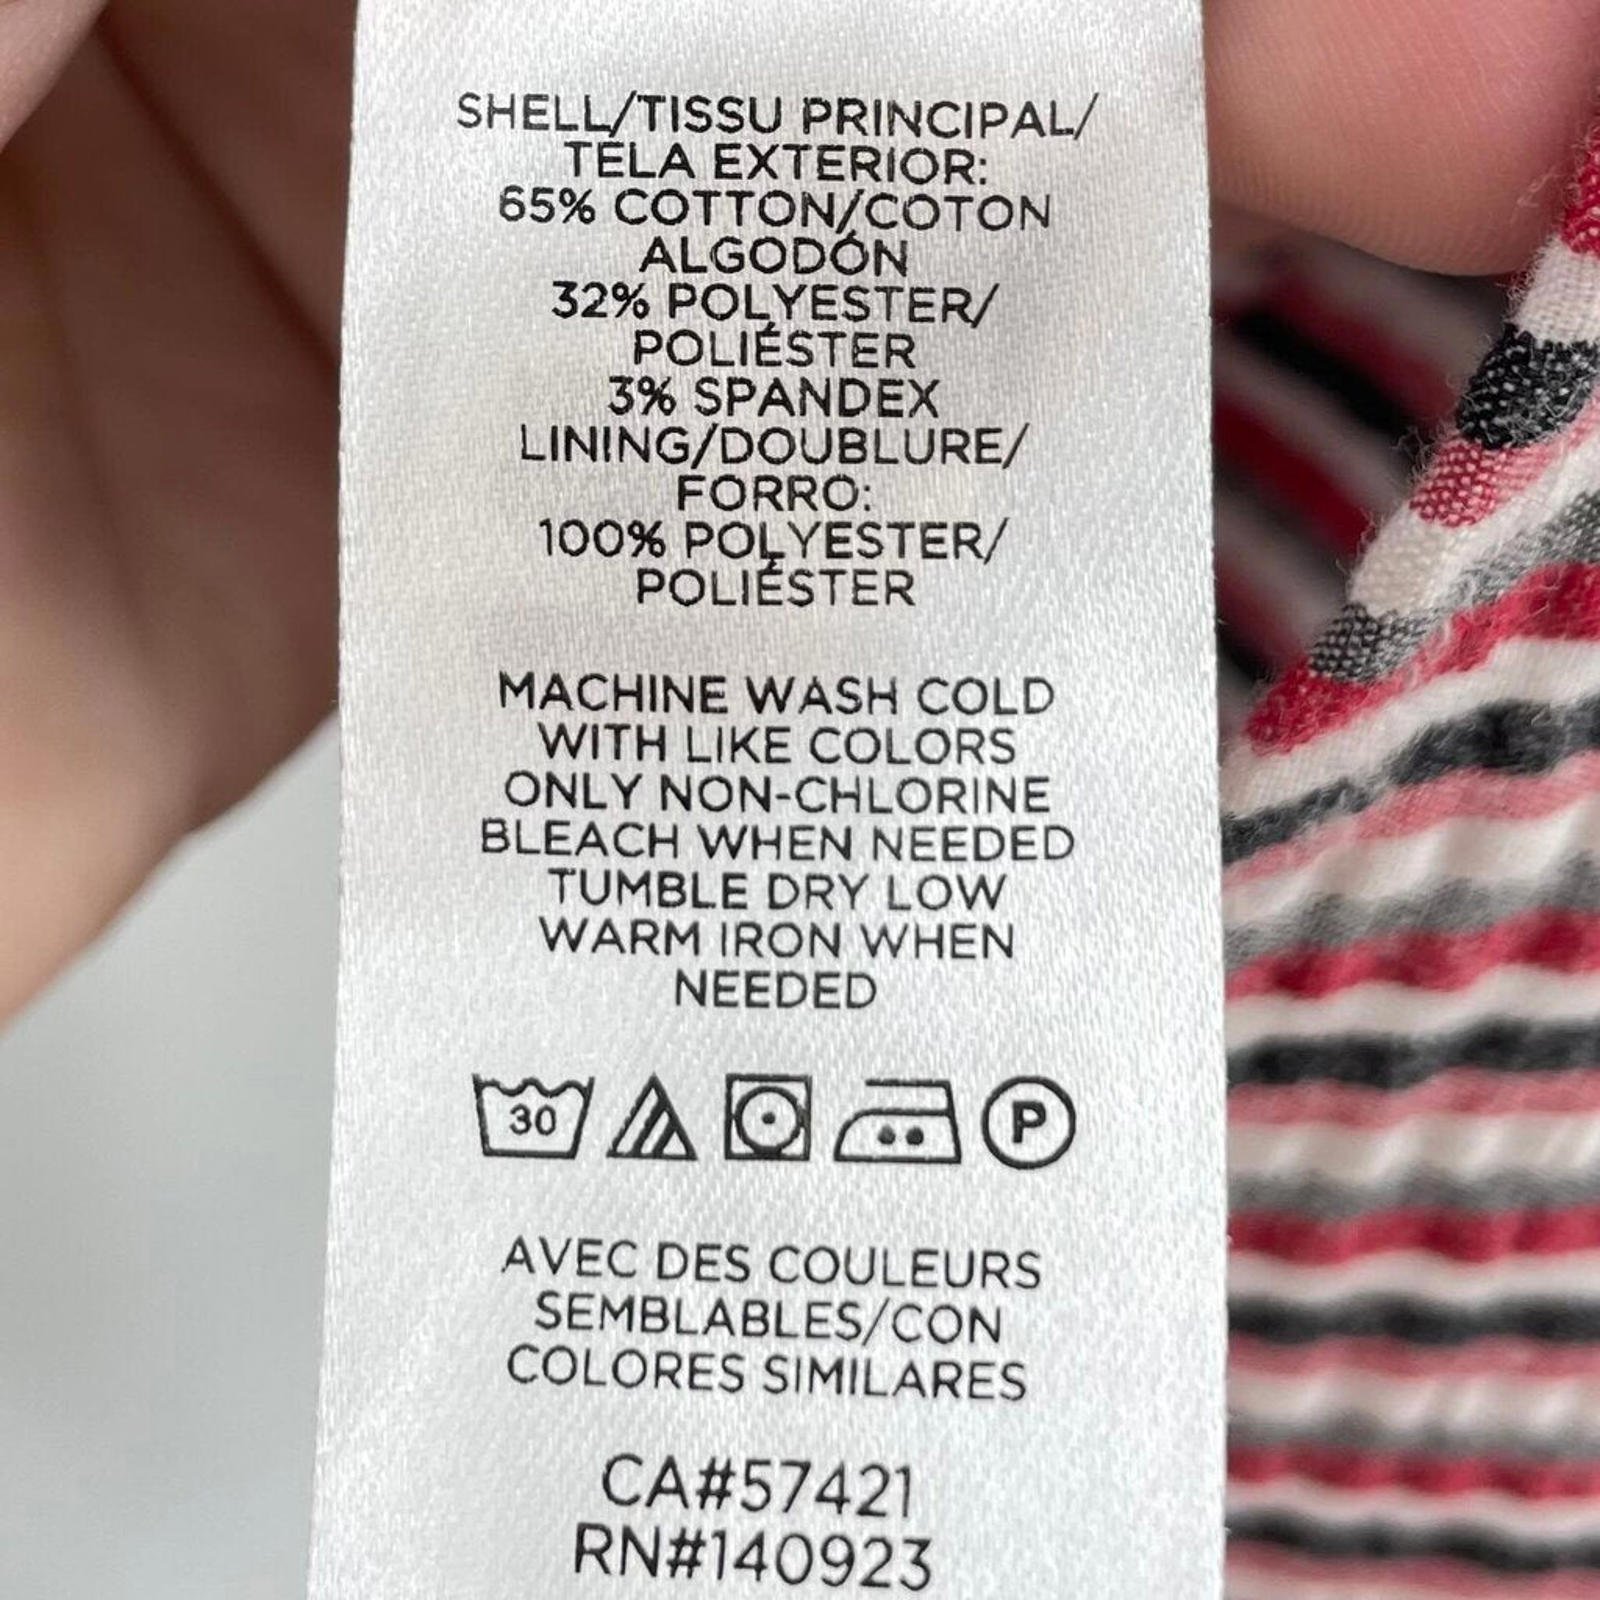 SHELL/TISSU PRINCIPAL/
TELA EXTERIOR:
65% COTTON/COTON
ALGODÓN
32% POLYESTER/
POLIÉSTER
3% SPANDEX
LINING/DOUBLURE/
FORRO:
100% POLYESTER/
POLIÉSTER
MACHINE WASH COLD
WITH LIKE COLORS
ONLY NON-CHLORINE
BLEACH WHEN NEEDED
TUMBLE DRY LOW
WARM IRON WHEN
NEEDED
30 P
AVEC DES COULEURS
SEMBLABLES/CON
COLORES SIMILARES
CA#57421
RN#140923